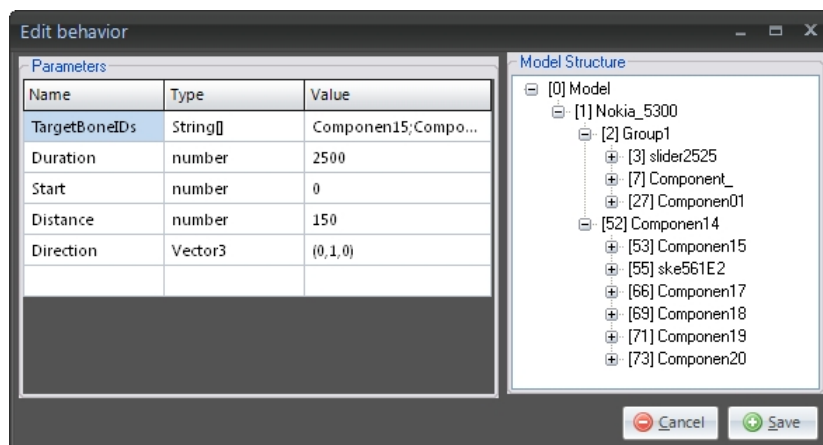 Edit behavior
Parameters
Name Type Value
TargetBoneIDs String[] Componen15;Compo...
Duration number 2500
Start number 0
Distance number 150
Direction Vector3 (0,1,0)
Model Structure
[0] Model
[1] Nokia_5300
[2] Group1
[3] slider2525
[7] Component_
[27] Componen01
[52] Componen14
[53] Componen15
[55] ske561E2
[66] Componen17
[69] Componen18
[71] Componen19
[73] Componen20
Cancel Save